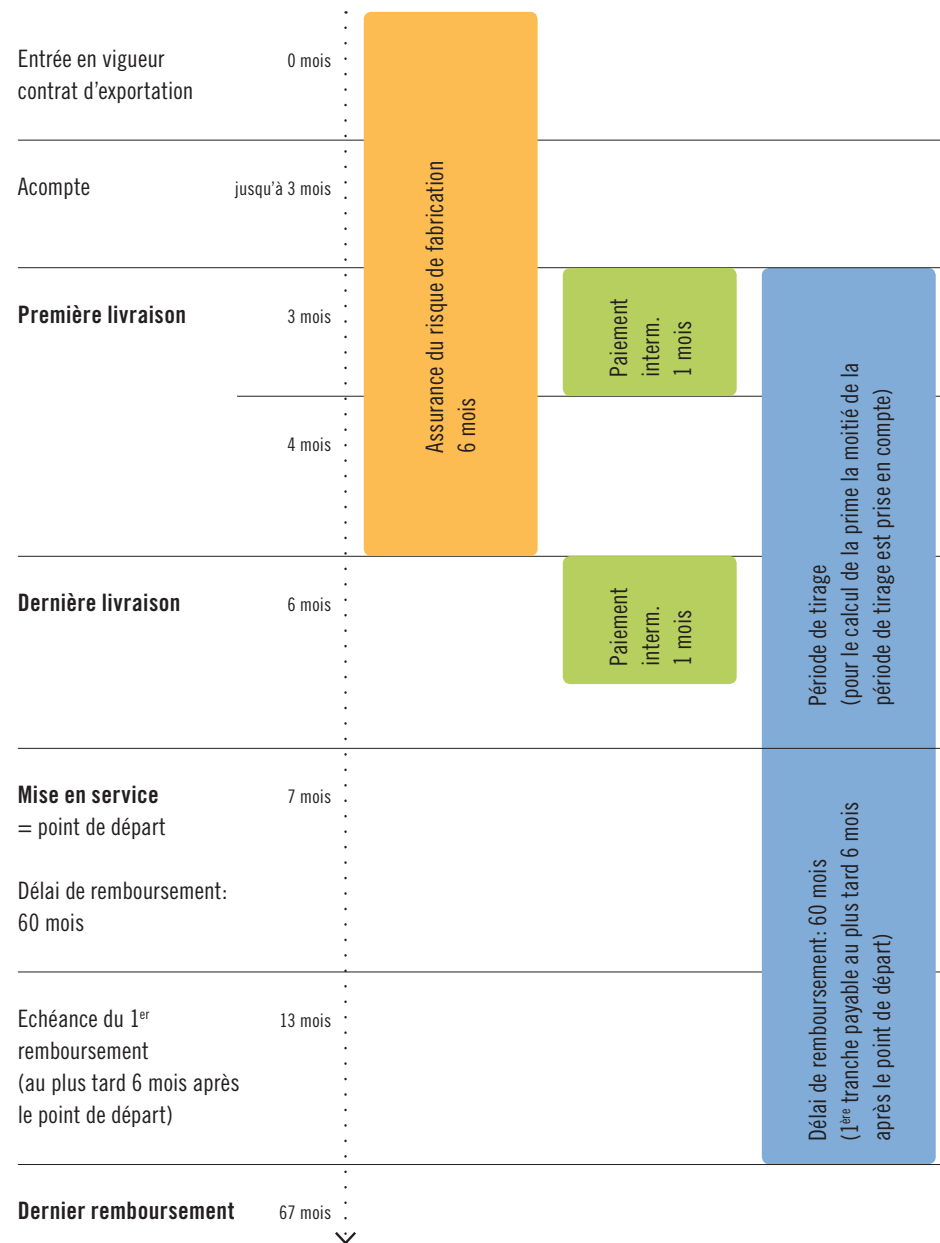 Entrée en vigueur
contrat d'exportation
0 mois
Acompte
jusqu'à 3 mois
Première livraison
3 mois
4 mois
Dernière livraison
6 mois
Mise en service
= point de départ
7 mois
Délai de remboursement:
60 mois
Echéance du 1er
remboursement
(au plus tard 6 mois après
le point de départ)
13 mois
Dernier remboursement
67 mois
Assurance du risque de fabrication
6 mois
Paiement
interm.
1 mois
Paiement
interm.
1 mois
Période de tirage
(pour le calcul de la prime la moitié de la
période de tirage est prise en compte)
Délai de remboursement: 60 mois
(1ère tranche payable au plus tard 6 mois
après le point de départ)